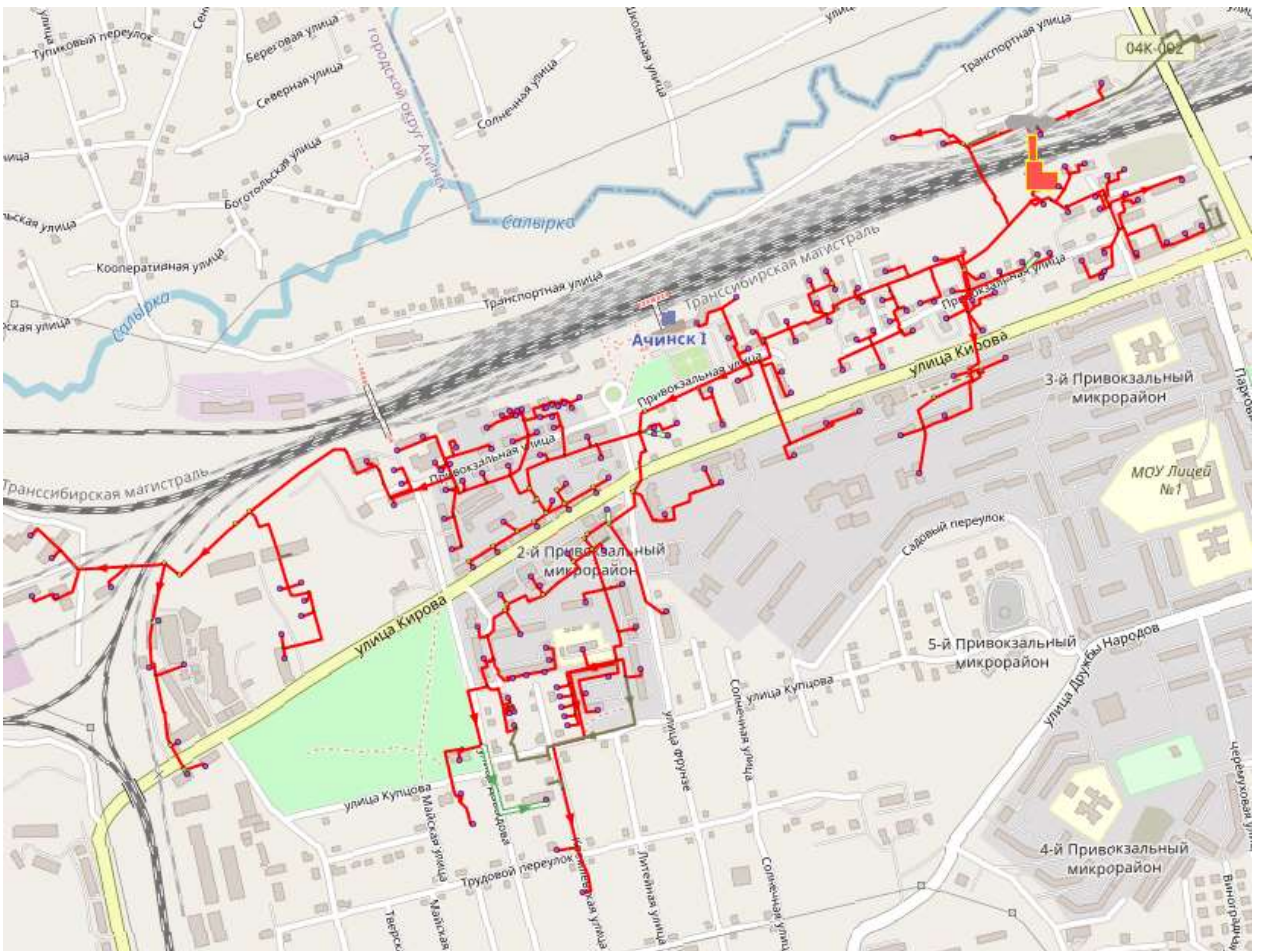 улица
Тупиковый переулок
Береговая улица
Северная улица
городской округ Ачинск
Солнечная улица
Школьная улица
Транспортная улица
04К-002
Боготольская улица
Кооперативная улица
Салырка
Салырка
Транспортная улица
Транссибирская магистраль
Ачинск I
Привокзальная улица
улица Кирова
3-й Привокзальный
микрорайон
Привокзальная улица
Привокзальная улица
Транссибирская магистраль
МОУ Лицей
№1
Садовый переулок
2-й Привокзальный
микрорайон
улица Кирова
5-й Привокзальный
микрорайон
улица Дружбы Народов
улица Купцова
Солнечная улица
улица фрунзе
улица Купцова
Майская улица
Трудовой переулок
Литейная улица
Солнечная улица
4-й Привокзальный
микрорайон